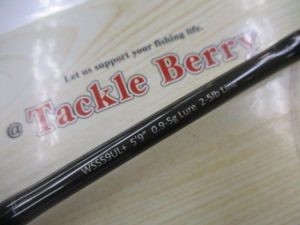 Let us support your fishing life..
@ Tackle Berry
WSS59UL+ 5'9" 0.9-5g Lure 2-5lb Line